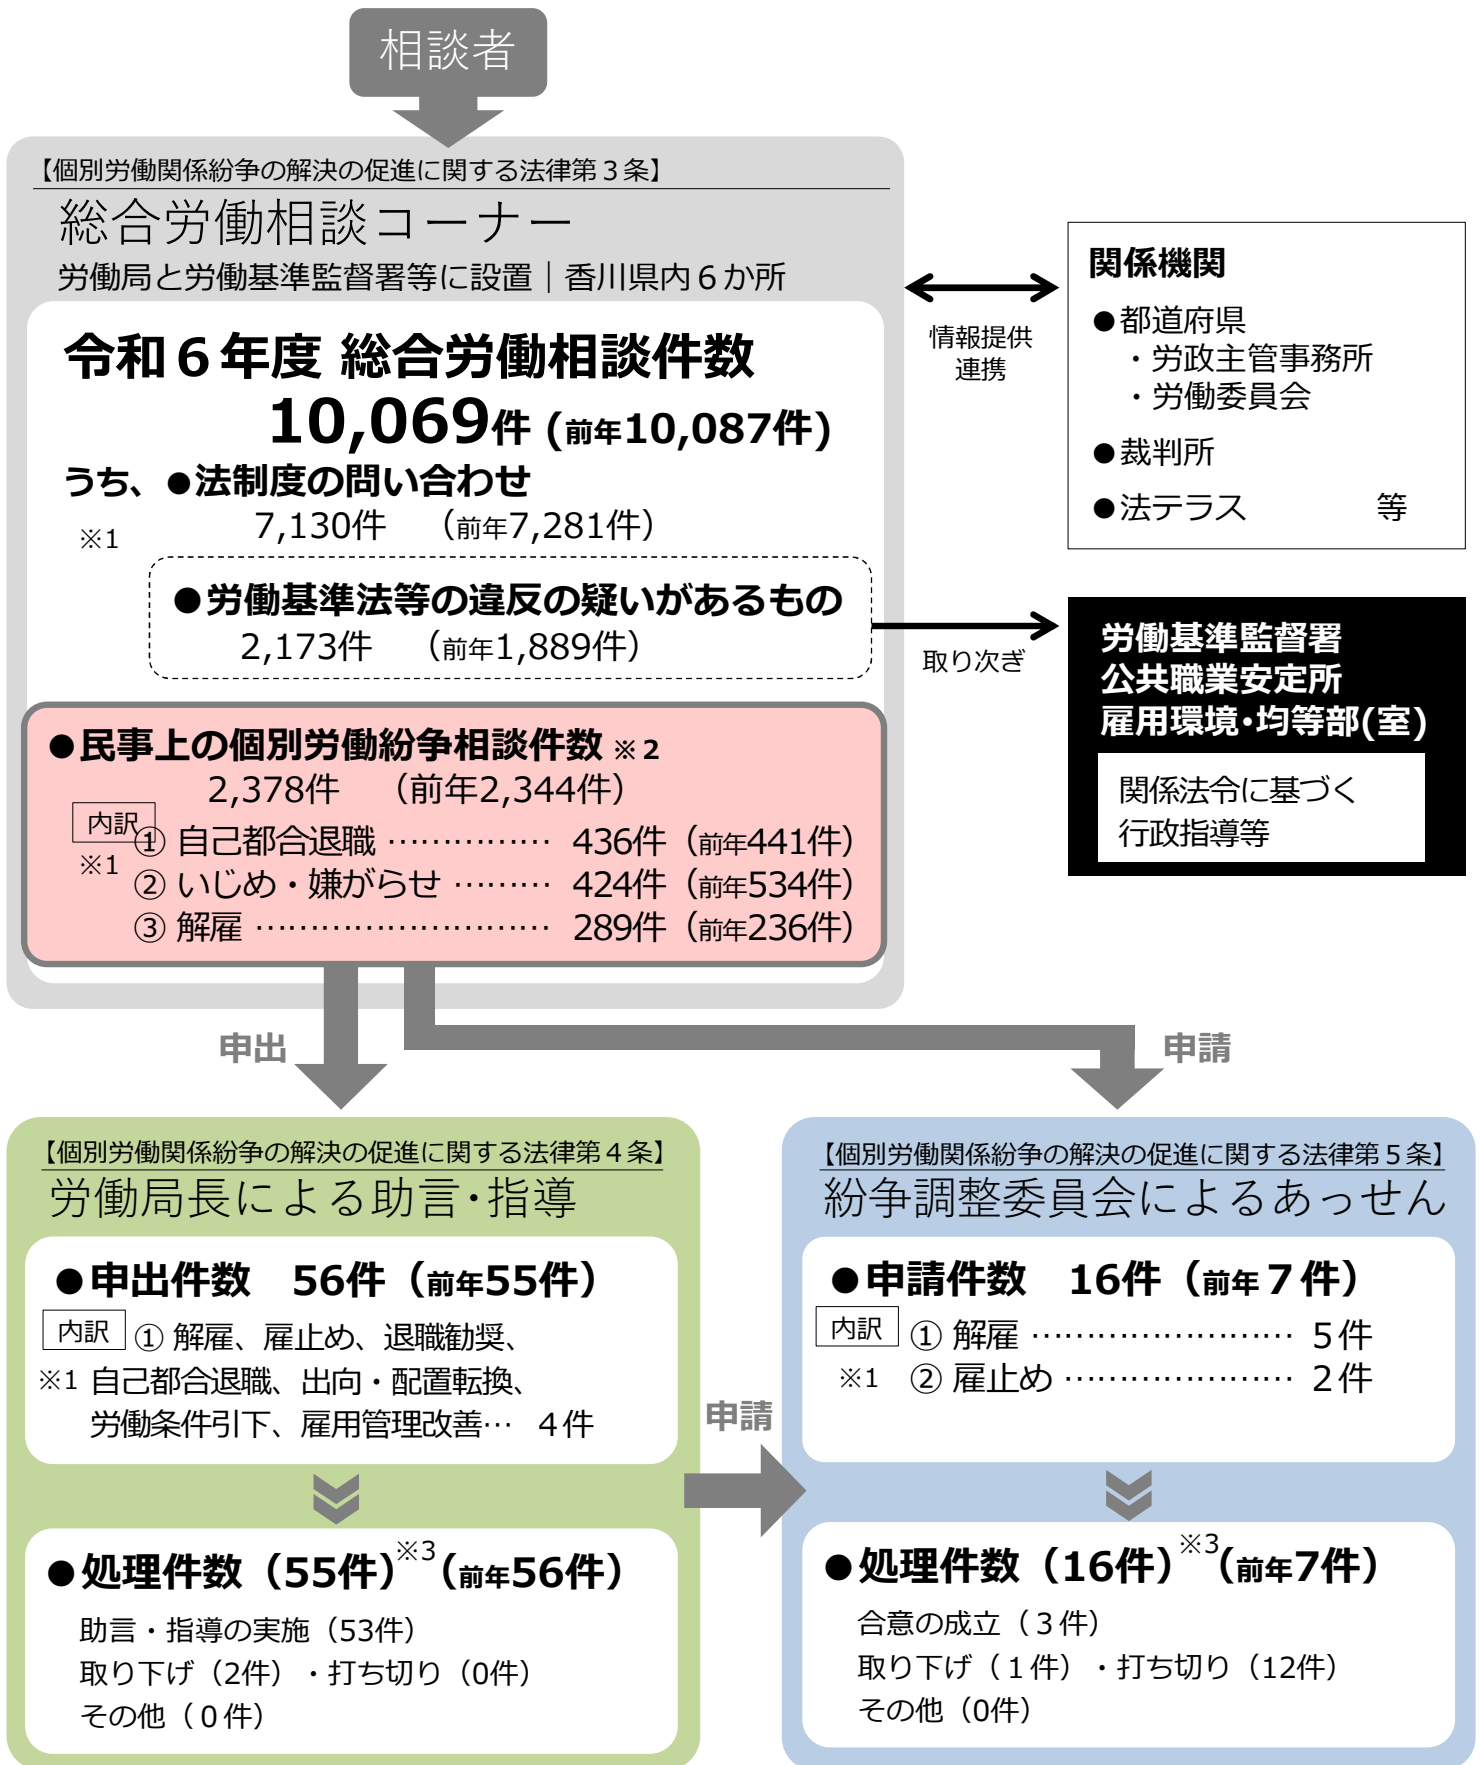 相談者
【個別労働関係紛争の解決の促進に関する法律第３条】
総合労働相談コーナー
労働局と労働基準監督署等に設置｜香川県内６か所
令和６年度 総合労働相談件数
10,069件 (前年10,087件)
うち、●法制度の問い合わせ
※1 7,130件 （前年7,281件）
●労働基準法等の違反の疑いがあるもの
2,173件 （前年1,889件）
●民事上の個別労働紛争相談件数 ※２
2,378件 （前年2,344件）
内訳
※1
① 自己都合退職 …………… 436件（前年441件）
② いじめ・嫌がらせ ……… 424件（前年534件）
③ 解雇 ……………………… 289件（前年236件）
情報提供
連携
関係機関
●都道府県
・労政主管事務所
・労働委員会
●裁判所
●法テラス 等
取り次ぎ
労働基準監督署
公共職業安定所
雇用環境・均等部(室)
関係法令に基づく
行政指導等
申出
申請
【個別労働関係紛争の解決の促進に関する法律第４条】
労働局長による助言・指導
●申出件数 56件（前年55件）
内訳 ① 解雇、雇止め、退職勧奨、
※1 自己都合退職、出向・配置転換、
労働条件引下、雇用管理改善… ４件
●処理件数（55件）※3（前年56件）
助言・指導の実施（53件）
取り下げ（2件）・打ち切り（0件）
その他（０件）
申請
【個別労働関係紛争の解決の促進に関する法律第５条】
紛争調整委員会によるあっせん
●申請件数 16件（前年７件）
内訳 ① 解雇 …………………… ５件
※1 ② 雇止め ………………… ２件
●処理件数（16件）※3（前年7件）
合意の成立（３件）
取り下げ（１件）・打ち切り（12件）
その他（0件）